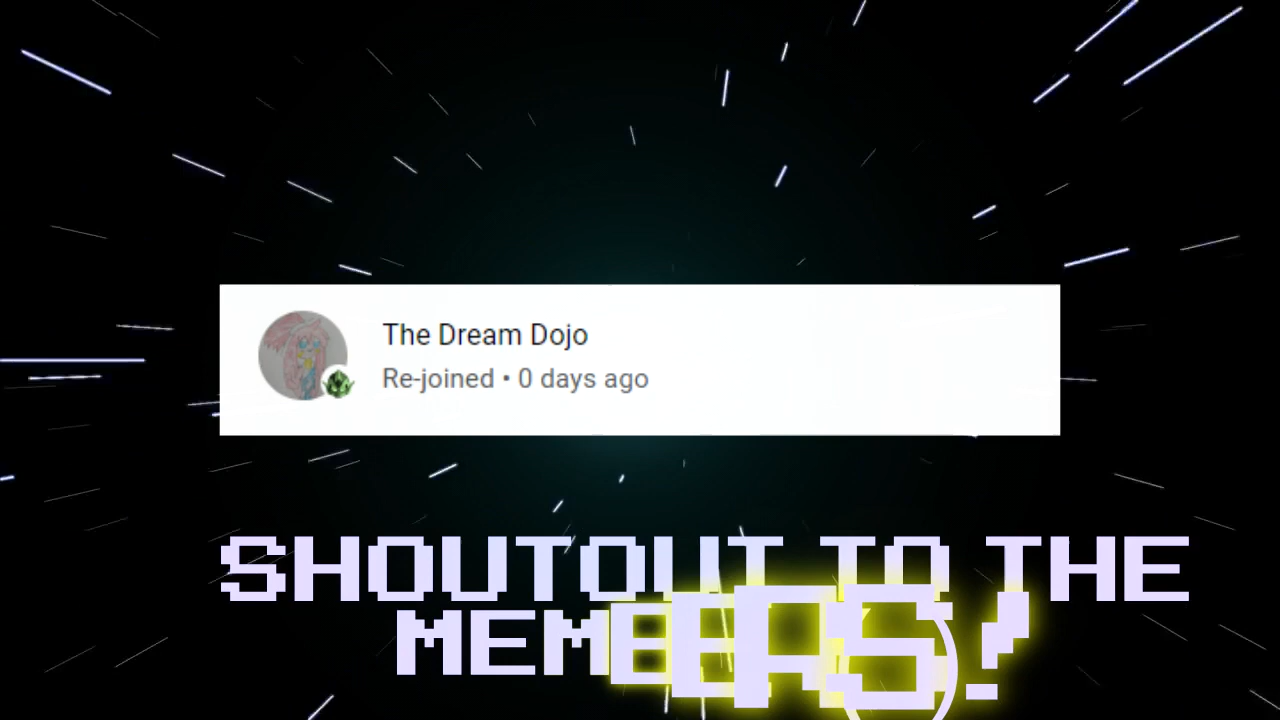 The Dream Dojo
Re-joined • 0 days ago
SHOUTOUT TO THE
MEMBERS!